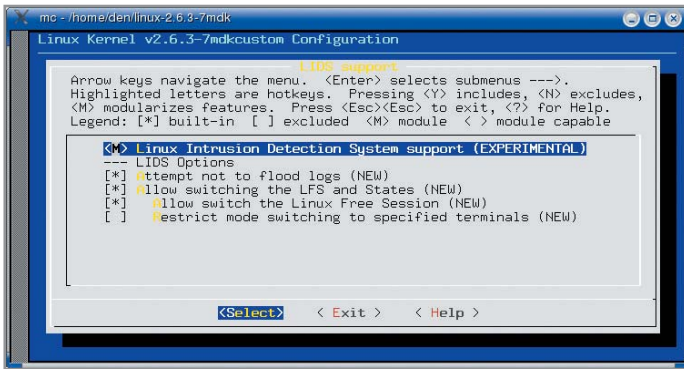 mc - /home/den/linux-2.6.3-7mdk
Linux Kernel v2.6.3-7mdkcustom Configuration
LIDS support
Arrow keys navigate the menu.  <Enter> selects submenus --->.
Highlighted letters are hotkeys.  Pressing <Y> includes, <N> excludes,
<M> modularizes features.  Press <Esc><Esc> to exit, <?> for Help.
Legend: [*] built-in  [ ] excluded  <M> module  < > module capable
<M> Linux Intrusion Detection System support (EXPERIMENTAL)
--- LIDS Options
[*] Attempt not to flood logs (NEW)
[*] Allow switching the LFS and States (NEW)
[*]   Allow switch the Linux Free Session (NEW)
[ ]   Restrict mode switching to specified terminals (NEW)
<Select>    < Exit >    < Help >